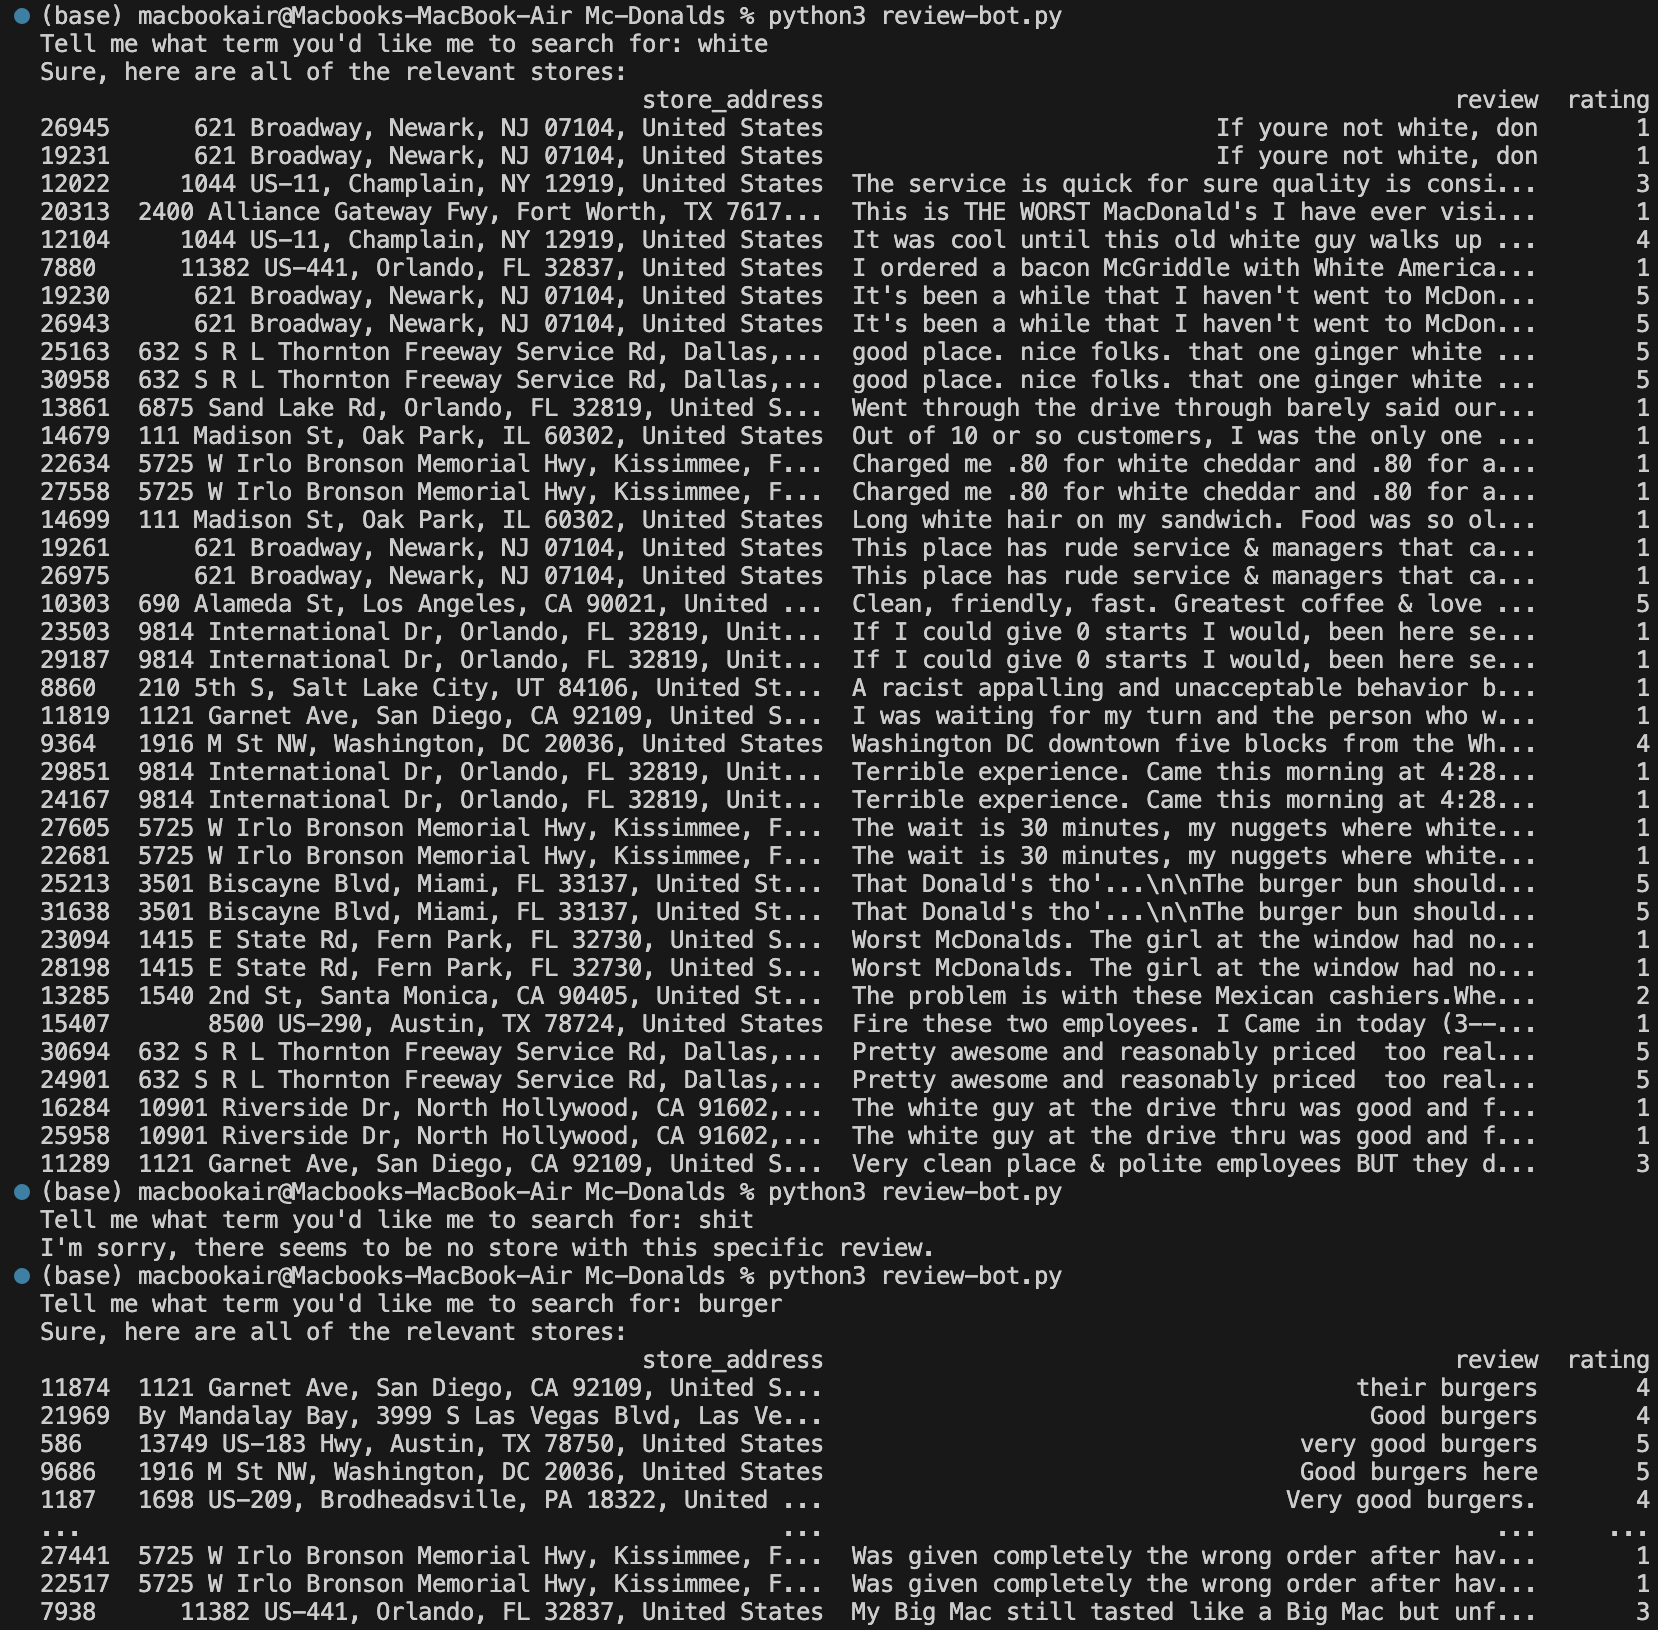 (base) macbookair@Macbooks-MacBook-Air Mc-Donalds % python3 review-bot.py
Tell me what term you'd like me to search for: white
Sure, here are all of the relevant stores:
store_address review rating
26945 621 Broadway, Newark, NJ 07104, United States If youre not white, don 1
19231 621 Broadway, Newark, NJ 07104, United States If youre not white, don 1
12022 1044 US-11, Champlain, NY 12919, United States The service is quick for sure quality is consi... 3
20313 2400 Alliance Gateway Fwy, Fort Worth, TX 7617... This is THE WORST MacDonald's I have ever visi... 1
12104 1044 US-11, Champlain, NY 12919, United States It was cool until this old white guy walks up ... 4
7880 11382 US-441, Orlando, FL 32837, United States I ordered a bacon McGriddle with White America... 1
19230 621 Broadway, Newark, NJ 07104, United States It's been a while that I haven't went to McDon... 5
26943 621 Broadway, Newark, NJ 07104, United States It's been a while that I haven't went to McDon... 5
25163 632 S R L Thornton Freeway Service Rd, Dallas,... good place. nice folks. that one ginger white ... 5
30958 632 S R L Thornton Freeway Service Rd, Dallas,... good place. nice folks. that one ginger white ... 5
13861 6875 Sand Lake Rd, Orlando, FL 32819, United S... Went through the drive through barely said our... 1
14679 111 Madison St, Oak Park, IL 60302, United States Out of 10 or so customers, I was the only one ... 1
22634 5725 W Irlo Bronson Memorial Hwy, Kissimmee, F... Charged me .80 for white cheddar and .80 for a... 1
27558 5725 W Irlo Bronson Memorial Hwy, Kissimmee, F... Charged me .80 for white cheddar and .80 for a... 1
14699 111 Madison St, Oak Park, IL 60302, United States Long white hair on my sandwich. Food was so ol... 1
19261 621 Broadway, Newark, NJ 07104, United States This place has rude service & managers that ca... 1
26975 621 Broadway, Newark, NJ 07104, United States This place has rude service & managers that ca... 1
10303 690 Alameda St, Los Angeles, CA 90021, United ... Clean, friendly, fast. Greatest coffee & love ... 5
23503 9814 International Dr, Orlando, FL 32819, Unit... If I could give 0 starts I would, been here se... 1
29187 9814 International Dr, Orlando, FL 32819, Unit... If I could give 0 starts I would, been here se... 1
8860 210 5th S, Salt Lake City, UT 84106, United St... A racist appalling and unacceptable behavior b... 1
11819 1121 Garnet Ave, San Diego, CA 92109, United S... I was waiting for my turn and the person who w... 1
9364 1916 M St NW, Washington, DC 20036, United States Washington DC downtown five blocks from the Wh... 4
29851 9814 International Dr, Orlando, FL 32819, Unit... Terrible experience. Came this morning at 4:28... 1
24167 9814 International Dr, Orlando, FL 32819, Unit... Terrible experience. Came this morning at 4:28... 1
27605 5725 W Irlo Bronson Memorial Hwy, Kissimmee, F... The wait is 30 minutes, my nuggets where white... 1
22681 5725 W Irlo Bronson Memorial Hwy, Kissimmee, F... The wait is 30 minutes, my nuggets where white... 1
25213 3501 Biscayne Blvd, Miami, FL 33137, United St... That Donald's tho'...\n\nThe burger bun should... 5
31638 3501 Biscayne Blvd, Miami, FL 33137, United St... That Donald's tho'...\n\nThe burger bun should... 5
23094 1415 E State Rd, Fern Park, FL 32730, United S... Worst McDonalds. The girl at the window had no... 1
28198 1415 E State Rd, Fern Park, FL 32730, United S... Worst McDonalds. The girl at the window had no... 1
13285 1540 2nd St, Santa Monica, CA 90405, United St... The problem is with these Mexican cashiers.Whe... 2
15407 8500 US-290, Austin, TX 78724, United States Fire these two employees. I Came in today (3--... 1
30694 632 S R L Thornton Freeway Service Rd, Dallas,... Pretty awesome and reasonably priced  too real... 5
24901 632 S R L Thornton Freeway Service Rd, Dallas,... Pretty awesome and reasonably priced  too real... 5
16284 10901 Riverside Dr, North Hollywood, CA 91602,... The white guy at the drive thru was good and f... 1
25958 10901 Riverside Dr, North Hollywood, CA 91602,... The white guy at the drive thru was good and f... 1
11289 1121 Garnet Ave, San Diego, CA 92109, United S... Very clean place & polite employees BUT they d... 3
(base) macbookair@Macbooks-MacBook-Air Mc-Donalds % python3 review-bot.py
Tell me what term you'd like me to search for: shit
I'm sorry, there seems to be no store with this specific review.
(base) macbookair@Macbooks-MacBook-Air Mc-Donalds % python3 review-bot.py
Tell me what term you'd like me to search for: burger
Sure, here are all of the relevant stores:
store_address review rating
11874 1121 Garnet Ave, San Diego, CA 92109, United S... their burgers 4
21969 By Mandalay Bay, 3999 S Las Vegas Blvd, Las Ve... Good burgers 4
586 13749 US-183 Hwy, Austin, TX 78750, United States very good burgers 5
9686 1916 M St NW, Washington, DC 20036, United States Good burgers here 5
1187 1698 US-209, Brodheadsville, PA 18322, United ... Very good burgers. 4
... ... ... ...
27441 5725 W Irlo Bronson Memorial Hwy, Kissimmee, F... Was given completely the wrong order after hav... 1
22517 5725 W Irlo Bronson Memorial Hwy, Kissimmee, F... Was given completely the wrong order after hav... 1
7938 11382 US-441, Orlando, FL 32837, United States My Big Mac still tasted like a Big Mac but unf... 3